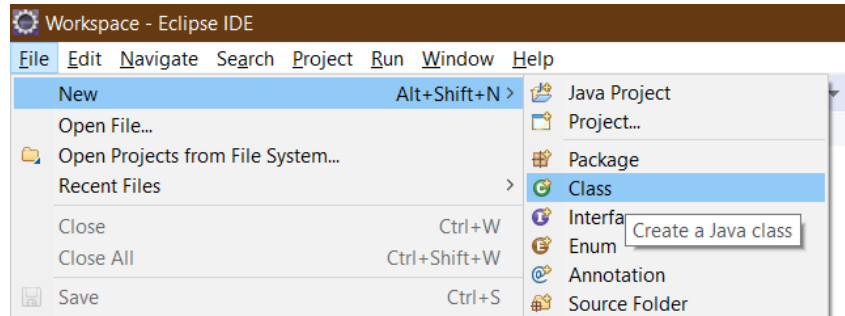 Workspace - Eclipse IDE
File Edit Navigate Search Project Run Window Help
New Alt+Shift+N >
Open File...
Open Projects from File System...
Recent Files >
Close Ctrl+W
Close All Ctrl+Shift+W
Save Ctrl+S
Java Project
Project...
Package
Class
Interfa
Create a Java class
Enum
Annotation
Source Folder